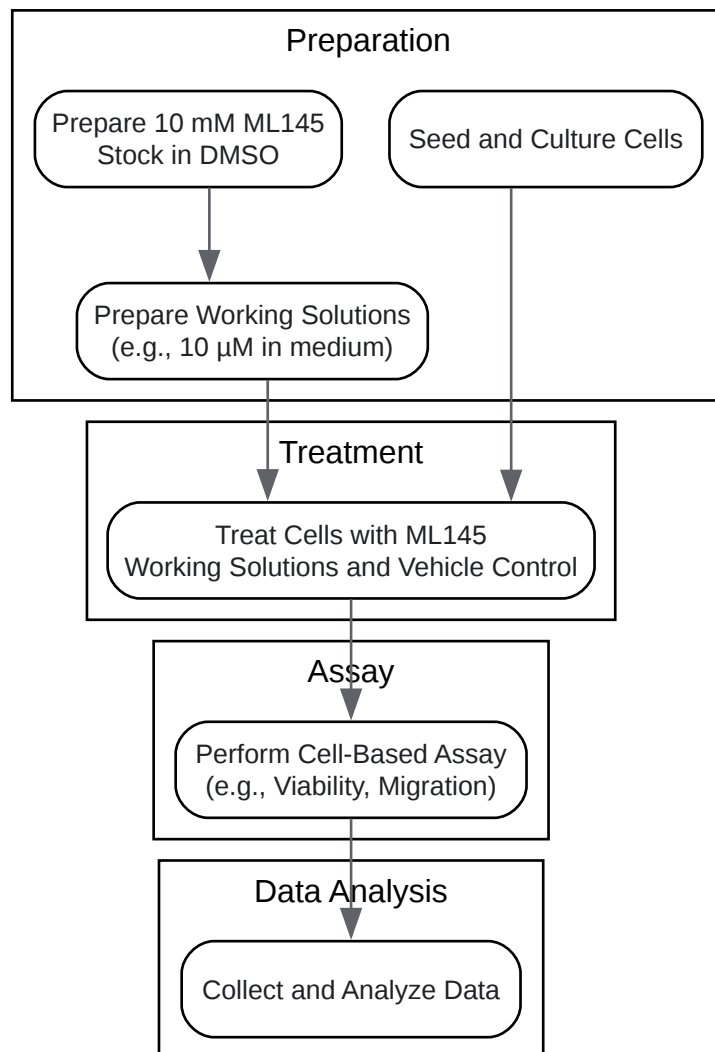 Preparation
Prepare 10 mM ML145
Stock in DMSO
Seed and Culture Cells
Prepare Working Solutions
(e.g., 10 µM in medium)
Treatment
Treat Cells with ML145
Working Solutions and Vehicle Control
Assay
Perform Cell-Based Assay
(e.g., Viability, Migration)
Data Analysis
Collect and Analyze Data